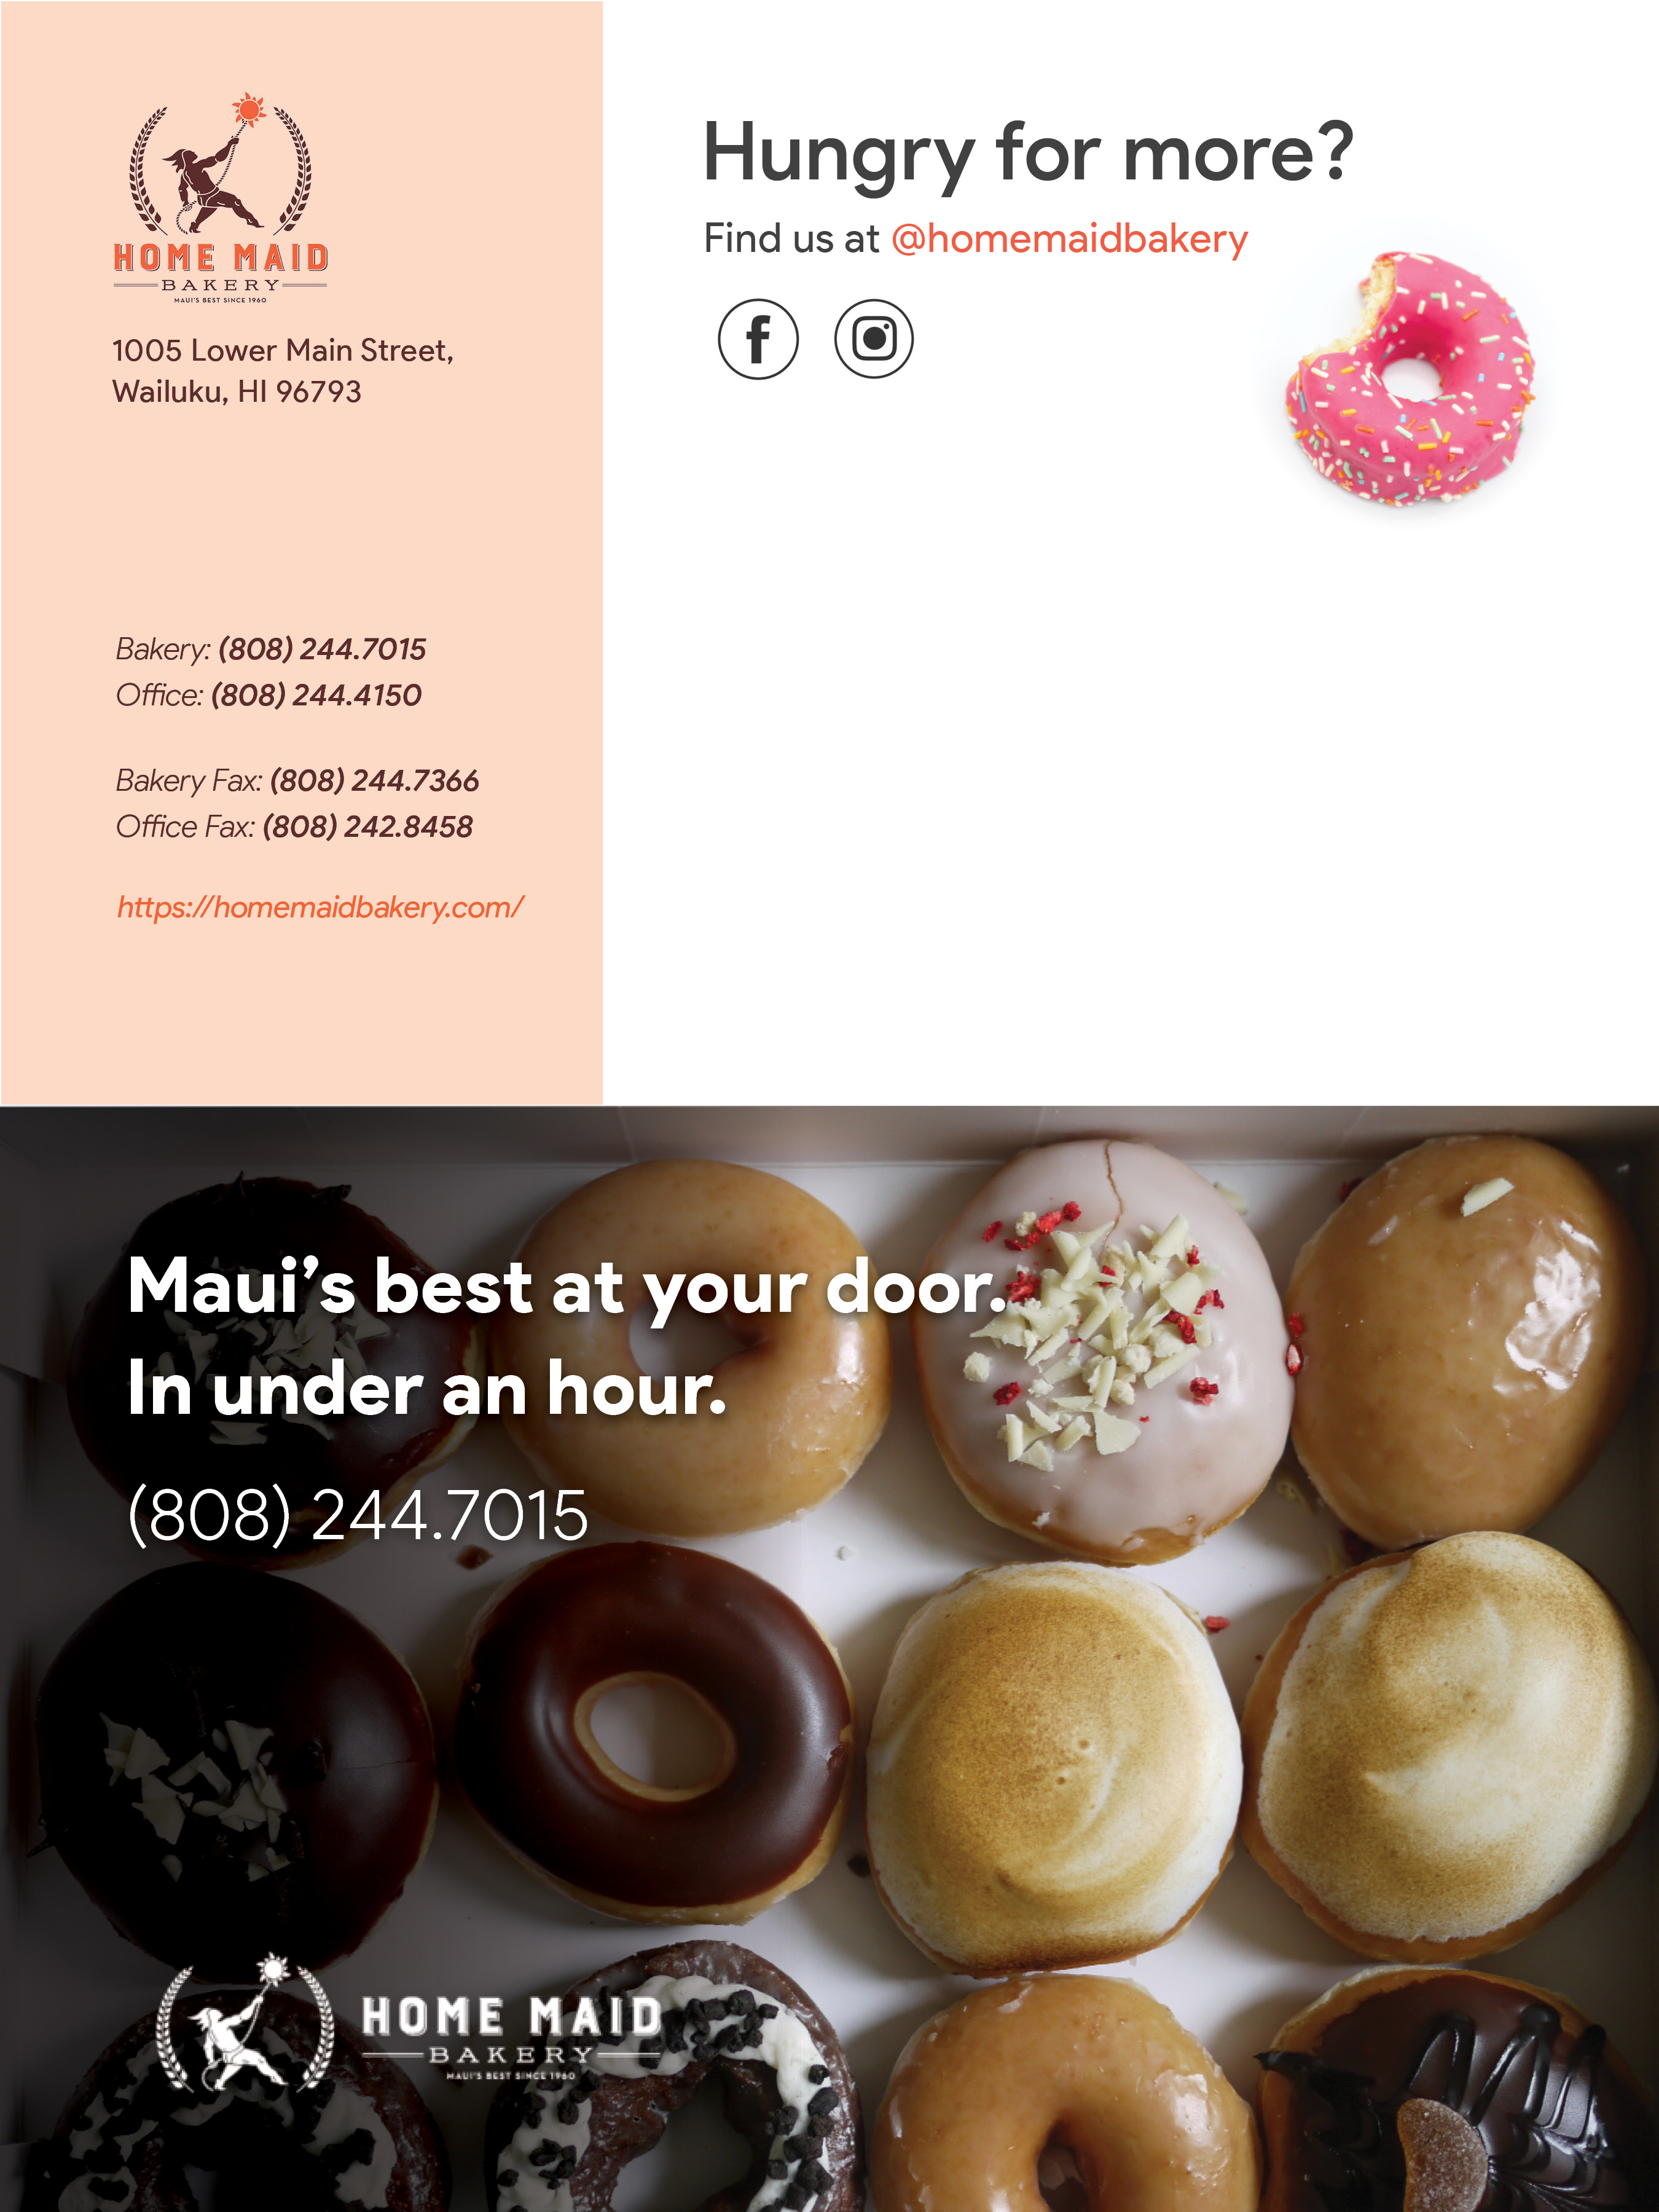 HOME MAID
BAKERY
MAUI'S BEST SINCE 1960
1005 Lower Main Street,
Wailuku, HI 96793
Bakery: (808) 244.7015
Office: (808) 244.4150
Bakery Fax: (808) 244.7366
Office Fax: (808) 242.8458
https://homemaidbakery.com/
Hungry for more?
Find us at @homemaidbakery
Maui’s best at your door.
In under an hour.
(808) 244.7015
HOME MAID
BAKERY
MAUI'S BEST SINCE 1960